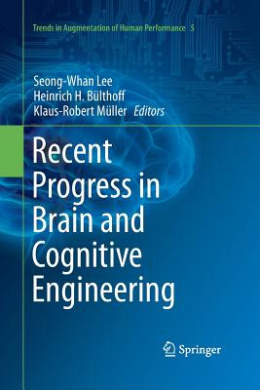 Trends in Augmentation of Human Performance 5
Seong-Whan Lee
Heinrich H. Bülthoff
Klaus-Robert Müller Editors
Recent
Progress in
Brain and
Cognitive
Engineering
Springer